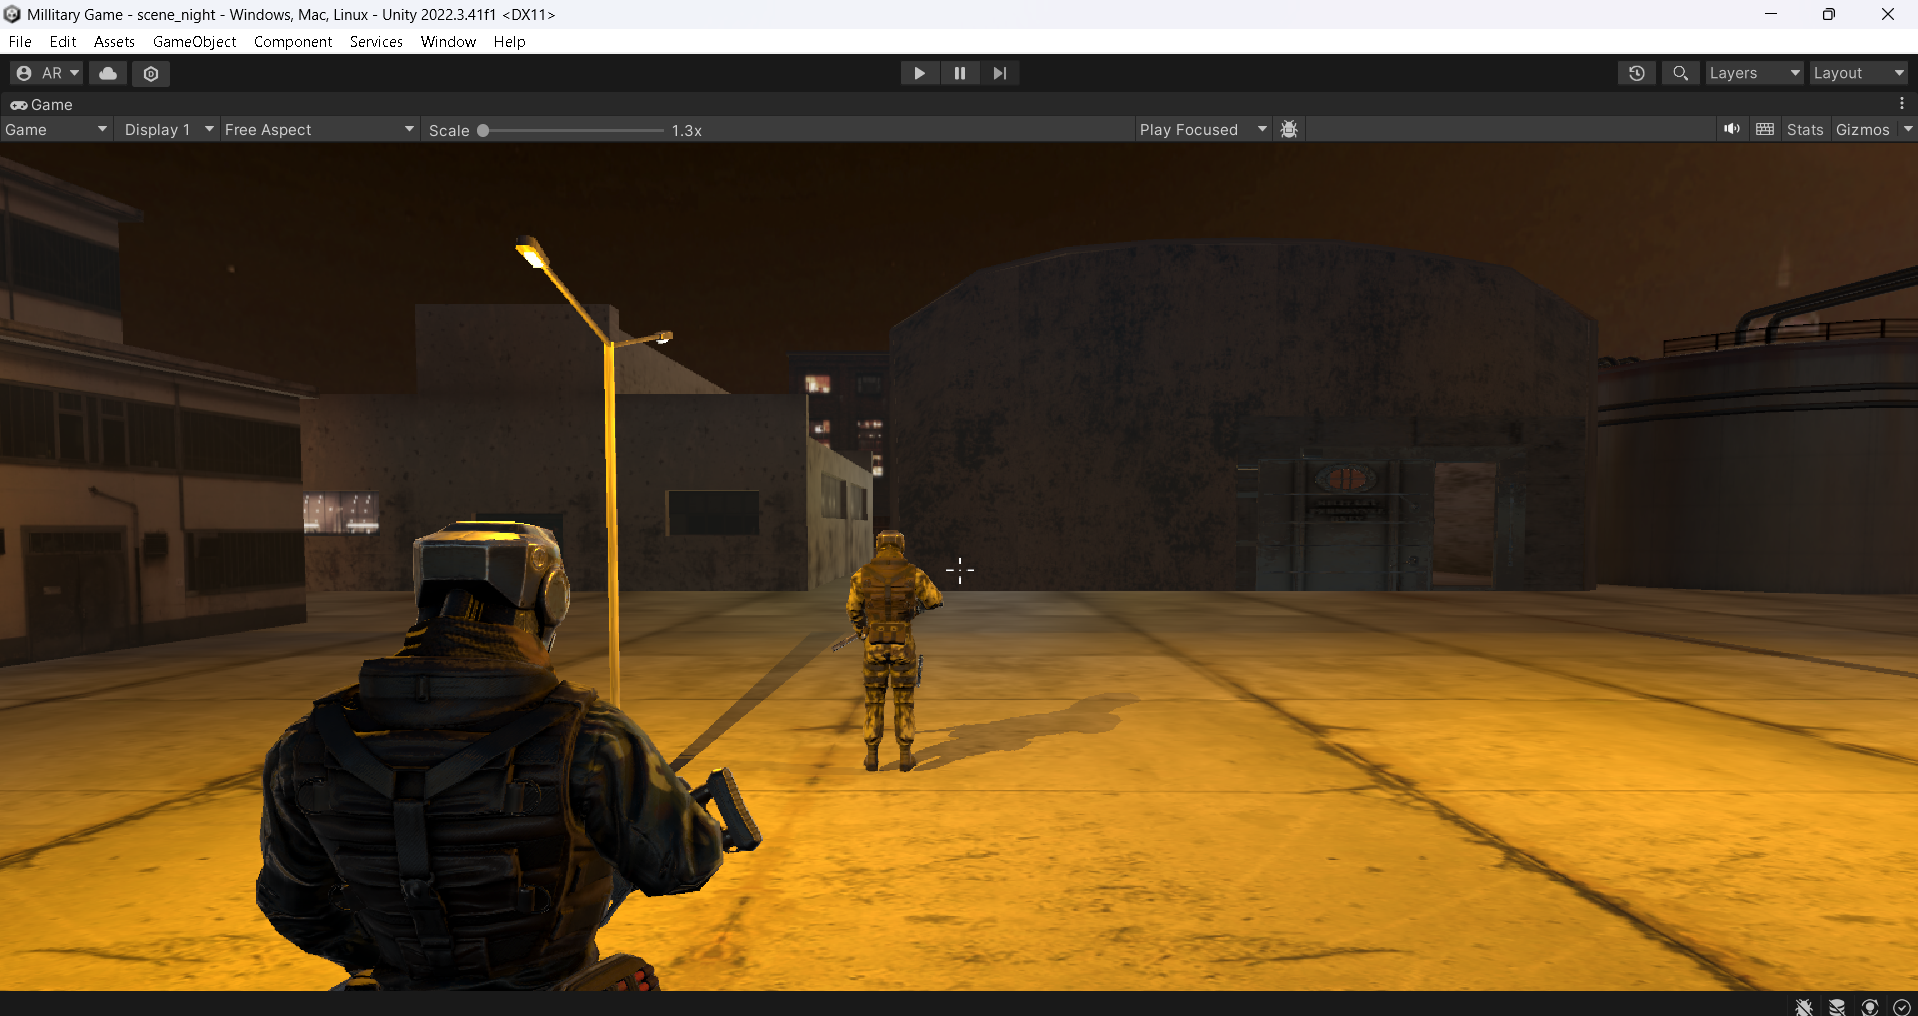 Millitary Game - scene_night - Windows, Mac, Linux - Unity 2022.3.41f1 <DX11>
File Edit Assets GameObject Component Services Window Help
AR Layers Layout
Game
Game Display 1 Free Aspect Scale 1.3x Play Focused Stats Gizmos